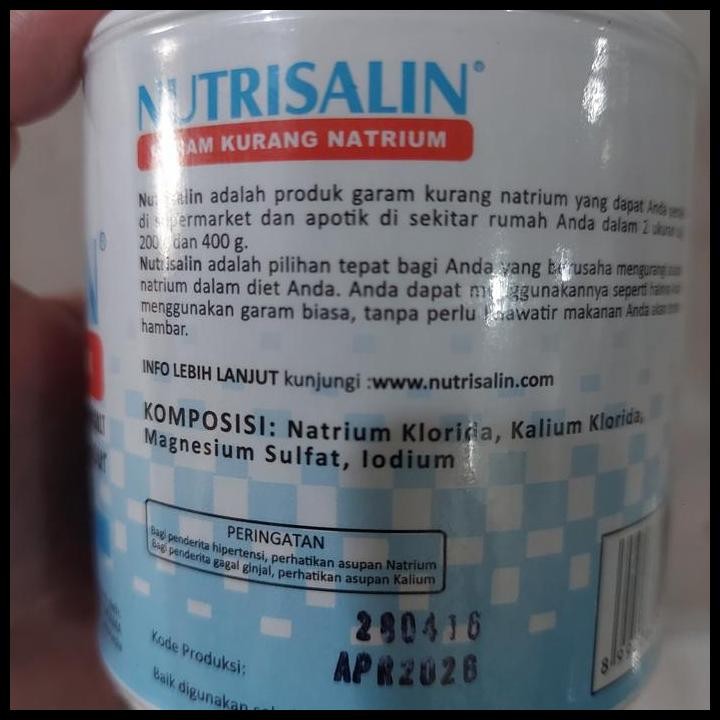 NUTRISALIN®
GARAM KURANG NATRIUM
Nutrisalin adalah produk garam kurang natrium yang dapat Anda
di supermarket dan apotik di sekitar rumah Anda dalam 2
200 dan 400 g.
Nutrisalin adalah pilihan tepat bagi Anda yang berusaha mengurangi
natrium dalam diet Anda. Anda dapat menggunakannya seperti
menggunakan garam biasa, tanpa perlu khawatir makanan Anda akan
hambar.
INFO LEBIH LANJUT kunjungi :www.nutrisalin.com
KOMPOSISI: Natrium Klorida, Kalium Klorida,
Magnesium Sulfat, Iodium
PERINGATAN
Bagi penderita hipertensi, perhatikan asupan Natrium
Bagi penderita gagal ginjal, perhatikan asupan Kalium
280416
Kode Produksi:
APR2026
Baik digunakan
8